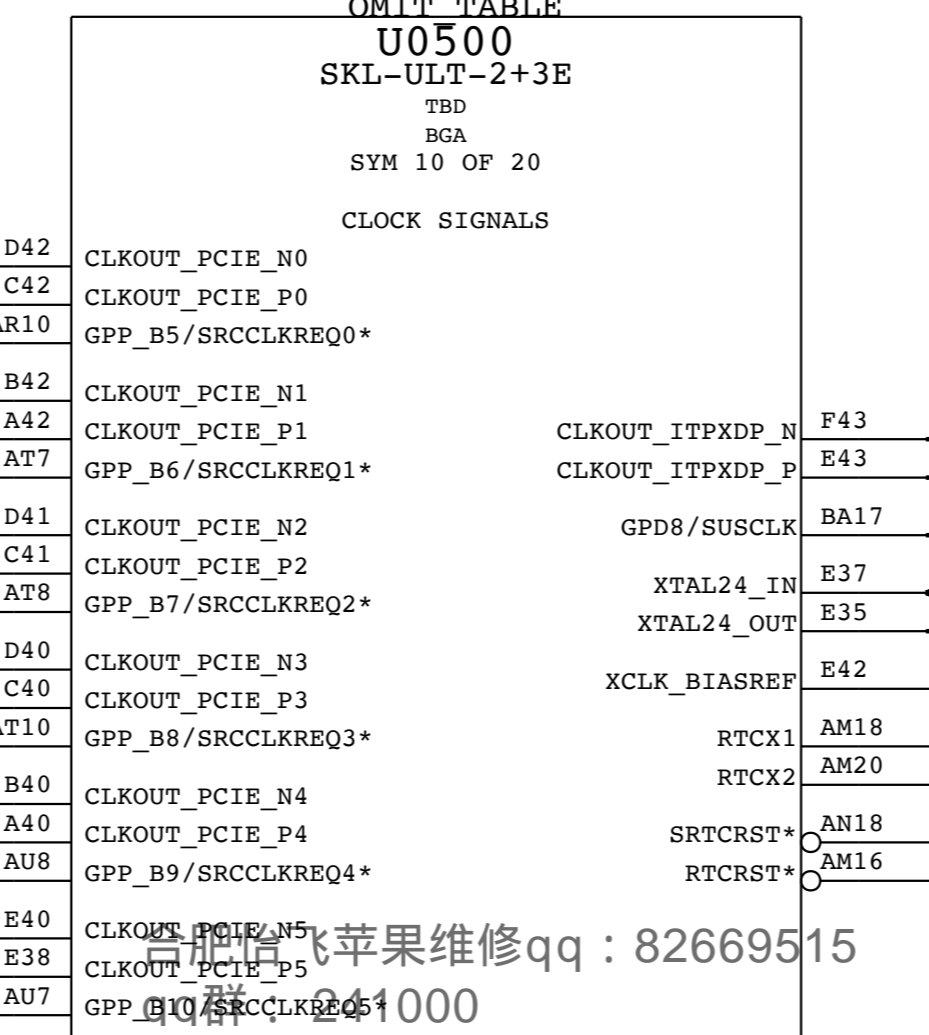 OMIT_TABLE
U0500
SKL-ULT-2+3E
TBD
BGA
SYM 10 OF 20
CLOCK SIGNALS
D42 CLKOUT_PCIE_N0
C42 CLKOUT_PCIE_P0
AR10 GPP_B5/SRCCLKREQ0*
B42 CLKOUT_PCIE_N1
A42 CLKOUT_PCIE_P1 CLKOUT_ITPXDP_N F43
AT7 GPP_B6/SRCCLKREQ1* CLKOUT_ITPXDP_P E43
D41 CLKOUT_PCIE_N2 GPD8/SUSCLK BA17
C41 CLKOUT_PCIE_P2 XTAL24_IN E37
AT8 GPP_B7/SRCCLKREQ2* XTAL24_OUT E35
D40 CLKOUT_PCIE_N3 XCLK_BIASREF E42
C40 CLKOUT_PCIE_P3
AT10 GPP_B8/SRCCLKREQ3* RTCX1 AM18
B40 CLKOUT_PCIE_N4 RTCX2 AM20
A40 CLKOUT_PCIE_P4 SRTCRST* AN18
AU8 GPP_B9/SRCCLKREQ4* RTCRST* AM16
E40 CLKOUT_PCIE_N5
E38 CLKOUT_PCIE_P5
AU7 GPP_B10/SRCCLKREQ5*
合肥怡飞苹果维修qq：82669515
qq群：241000